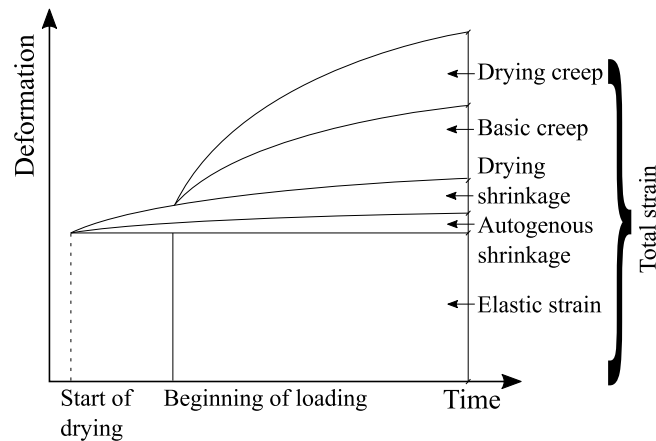 Deformation
Drying creep
Basic creep
Drying
shrinkage
Autogenous
shrinkage
Elastic strain
Total strain
Start of
drying
Beginning of loading
Time